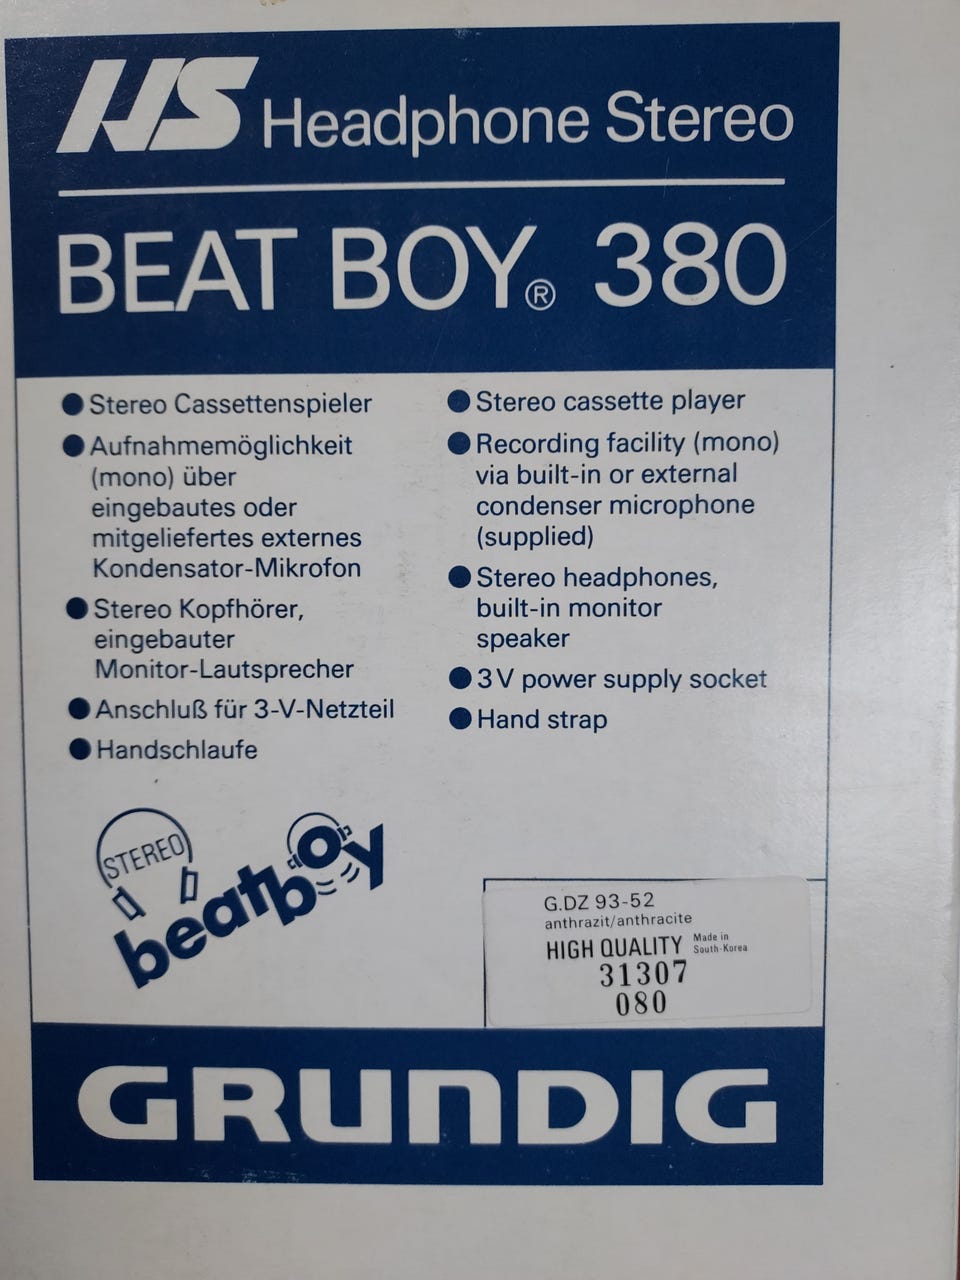 HS Headphone Stereo
BEAT BOY® 380
● Stereo Cassettenspieler
● Aufnahmemöglichkeit
(mono) über
eingebautes oder
mitgeliefertes externes
Kondensator-Mikrofon
● Stereo Kopfhörer,
eingebauter
Monitor-Lautsprecher
● Anschluß für 3-V-Netzteil
● Handschlaufe
● Stereo cassette player
● Recording facility (mono)
via built-in or external
condenser microphone
(supplied)
● Stereo headphones,
built-in monitor
speaker
● 3 V power supply socket
● Hand strap
STEREO
beatboy
G.DZ 93-52
anthrazit/anthracite
HIGH QUALITY
Made in
South-Korea
31307
080
GRUNDIG